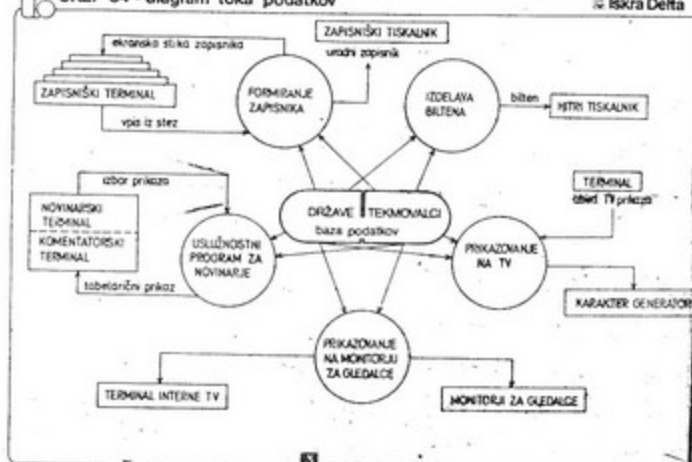 84 - diagram toka podatkov
Iskra Delta
ekranska slika zapisnika
ZAPISNIŠKI TERMINAL
vpis iz stez
FORMIRANJE
ZAPISNIKA
ZAPISNIŠKI TISKALNIK
uradni zapisnik
IZDELAVA
BILTENA
bilten
HITRI TISKALNIK
izbor prikaza
NOVINARSKI
TERMINAL
KOMENTATORSKI
TERMINAL
tabelarični prikaz
USLUŽNOSTNI
PROGRAM ZA
NOVINARJE
DRŽAVE TEKMOVALCI
baza podatkov
TERMINAL
izbor TV prikaza
PRIKAZOVANJE
NA TV
KARAKTER GENERATOR
PRIKAZOVANJE
NA MONITORJU
ZA GLEDALCE
TERMINAL INTERNE TV
MONITORJI ZA GLEDALCE